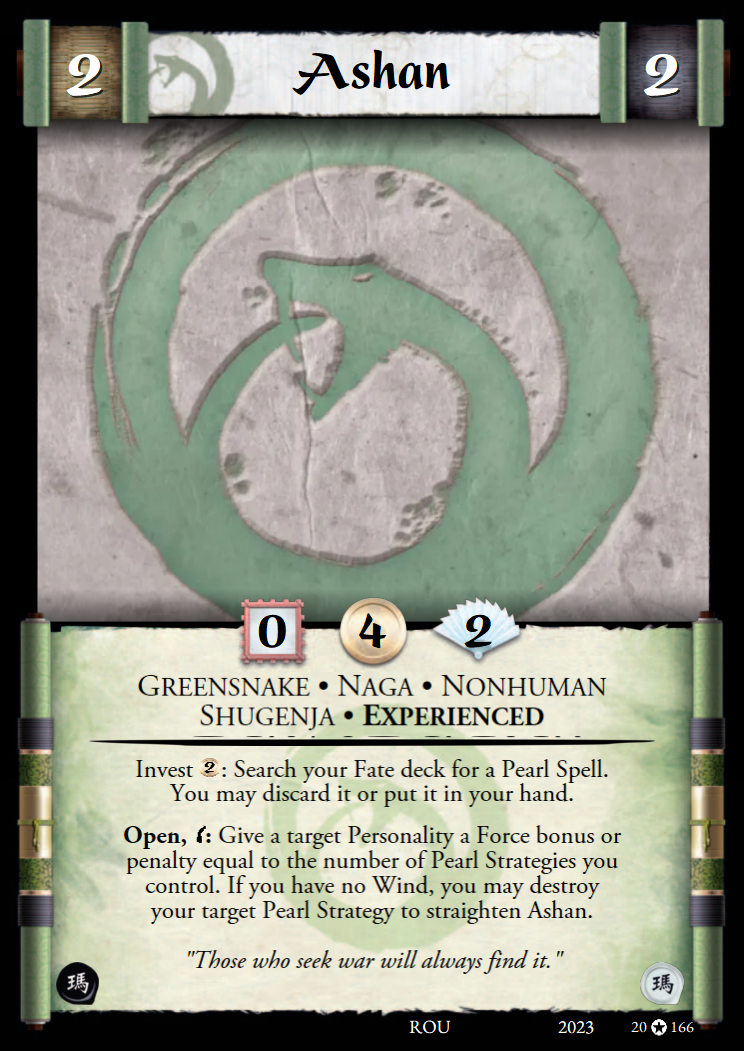 2 Ashan 2
0 4 2
GREENSNAKE • NAGA • NONHUMAN
SHUGENJA • EXPERIENCED
Invest 2: Search your Fate deck for a Pearl Spell.
You may discard it or put it in your hand.
Open, : Give a target Personality a Force bonus or
penalty equal to the number of Pearl Strategies you
control. If you have no Wind, you may destroy
your target Pearl Strategy to straighten Ashan.
"Those who seek war will always find it."
瑪 瑪
ROU 2023 20 166